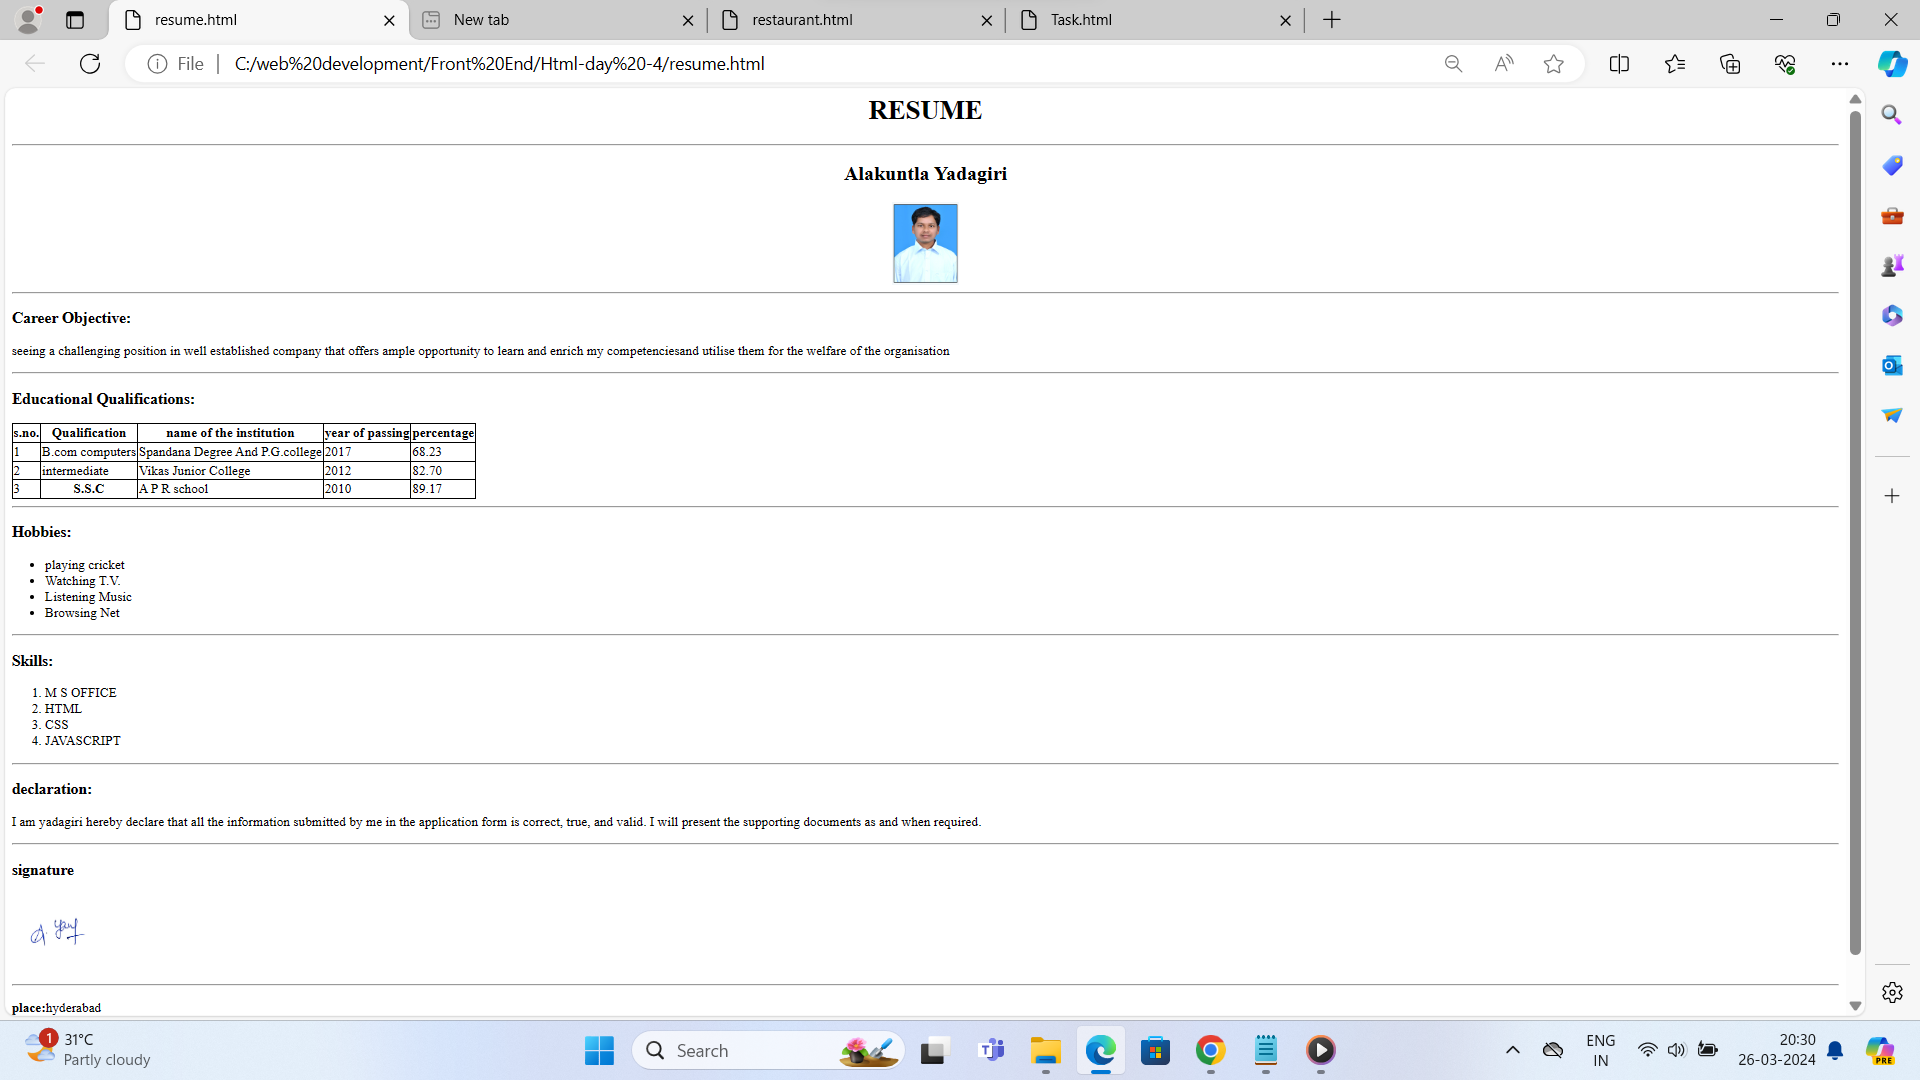 resume.html
New tab
restaurant.html
Task.html
File
C:/web%20development/Front%20End/Html-day%20-4/resume.html
RESUME
Alakuntla Yadagiri
Career Objective:
seeing a challenging position in well established company that offers ample opportunity to learn and enrich my competenciesand utilise them for the welfare of the organisation
Educational Qualifications:
s.no. Qualification name of the institution year of passing percentage
1 B.com computers Spandana Degree And P.G.college 2017 68.23
2 intermediate Vikas Junior College 2012 82.70
3 S.S.C A P R school 2010 89.17
Hobbies:
• playing cricket
• Watching T.V.
• Listening Music
• Browsing Net
Skills:
1. M S OFFICE
2. HTML
3. CSS
4. JAVASCRIPT
declaration:
I am yadagiri hereby declare that all the information submitted by me in the application form is correct, true, and valid. I will present the supporting documents as and when required.
signature
place:hyderabad
1
31°C
Partly cloudy
Search
ENG
IN
20:30
26-03-2024
PRE